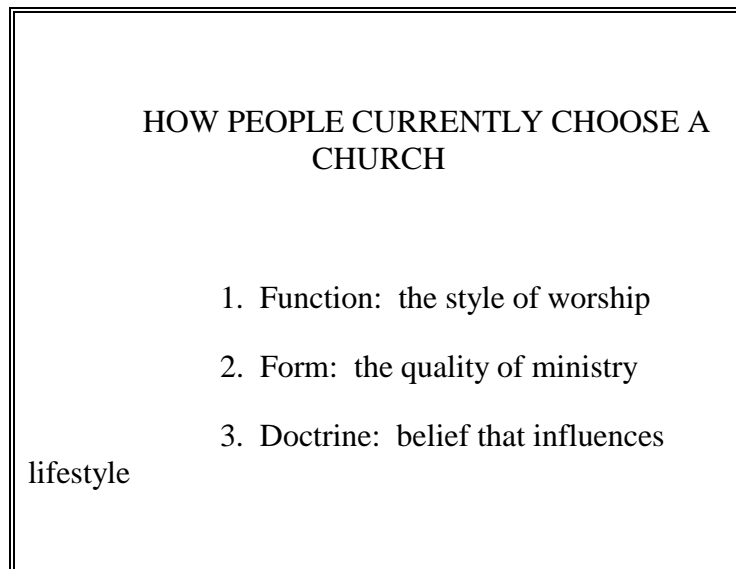 HOW PEOPLE CURRENTLY CHOOSE A
CHURCH
1. Function: the style of worship
2. Form: the quality of ministry
3. Doctrine: belief that influences
lifestyle